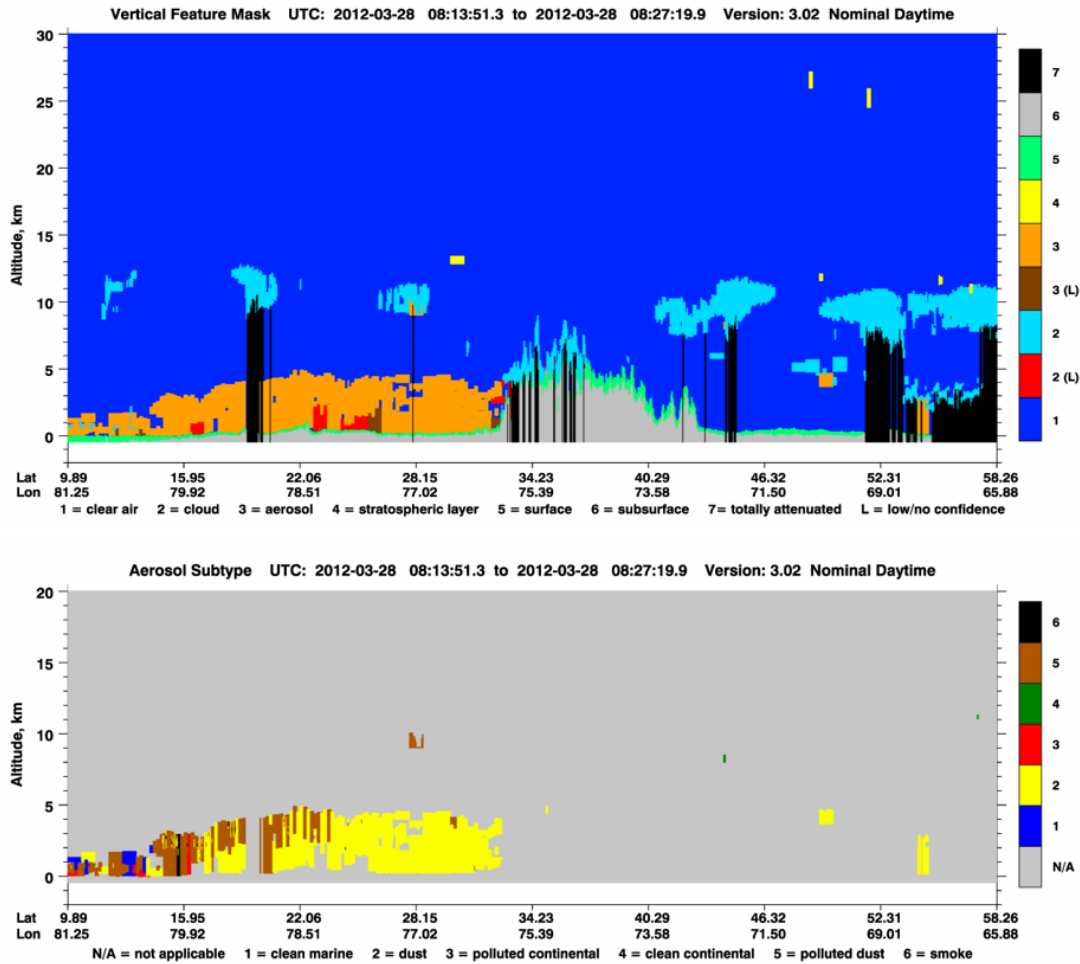 Vertical Feature Mask UTC: 2012-03-28 08:13:51.3 to 2012-03-28 08:27:19.9 Version: 3.02 Nominal Daytime
30
25
20
15
10
5
0
Altitude, km
7
6
5
4
3
3 (L)
2
2 (L)
1
Lat 9.89 15.95 22.06 28.15 34.23 40.29 46.32 52.31 58.26
Lon 81.25 79.92 78.51 77.02 75.39 73.58 71.50 69.01 65.88
1 = clear air 2 = cloud 3 = aerosol 4 = stratospheric layer 5 = surface 6 = subsurface 7= totally attenuated L = low/no confidence
Aerosol Subtype UTC: 2012-03-28 08:13:51.3 to 2012-03-28 08:27:19.9 Version: 3.02 Nominal Daytime
20
15
10
5
0
Altitude, km
6
5
4
3
2
1
N/A
Lat 9.89 15.95 22.06 28.15 34.23 40.29 46.32 52.31 58.26
Lon 81.25 79.92 78.51 77.02 75.39 73.58 71.50 69.01 65.88
N/A = not applicable 1 = clean marine 2 = dust 3 = polluted continental 4 = clean continental 5 = polluted dust 6 = smoke